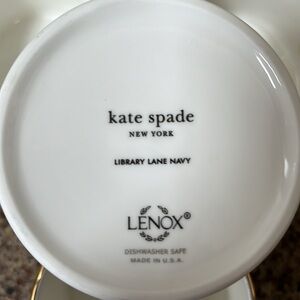 kate spade
NEW YORK
LIBRARY LANE NAVY
LENOX®
DISHWASHER SAFE
MADE IN U.S.A.